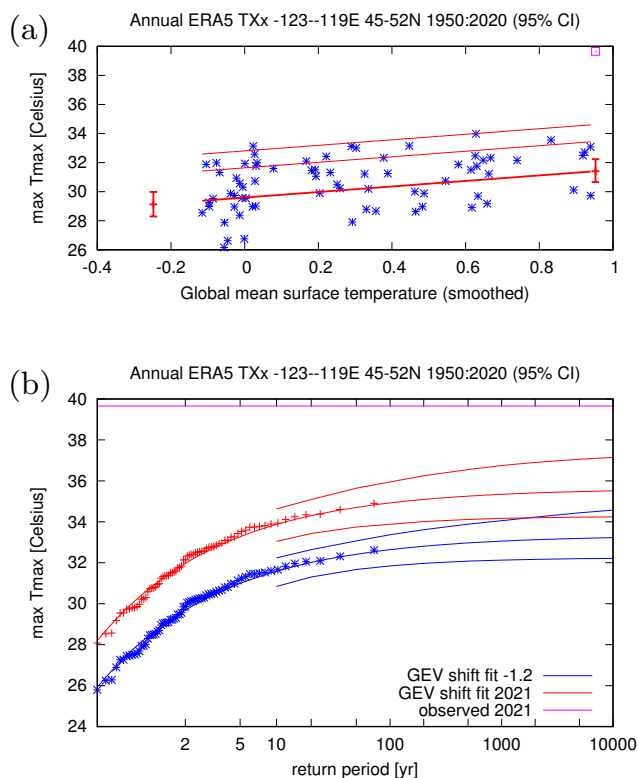 (a)
Annual ERA5 TXx -123--119E 45-52N 1950:2020 (95% CI)
max Tmax [Celsius]
40
38
36
34
32
30
28
26
-0.4 -0.2 0 0.2 0.4 0.6 0.8 1
Global mean surface temperature (smoothed)
(b)
Annual ERA5 TXx -123--119E 45-52N 1950:2020 (95% CI)
max Tmax [Celsius]
40
38
36
34
32
30
28
26
24
GEV shift fit -1.2
GEV shift fit 2021
observed 2021
2 5 10 100 1000 10000
return period [yr]